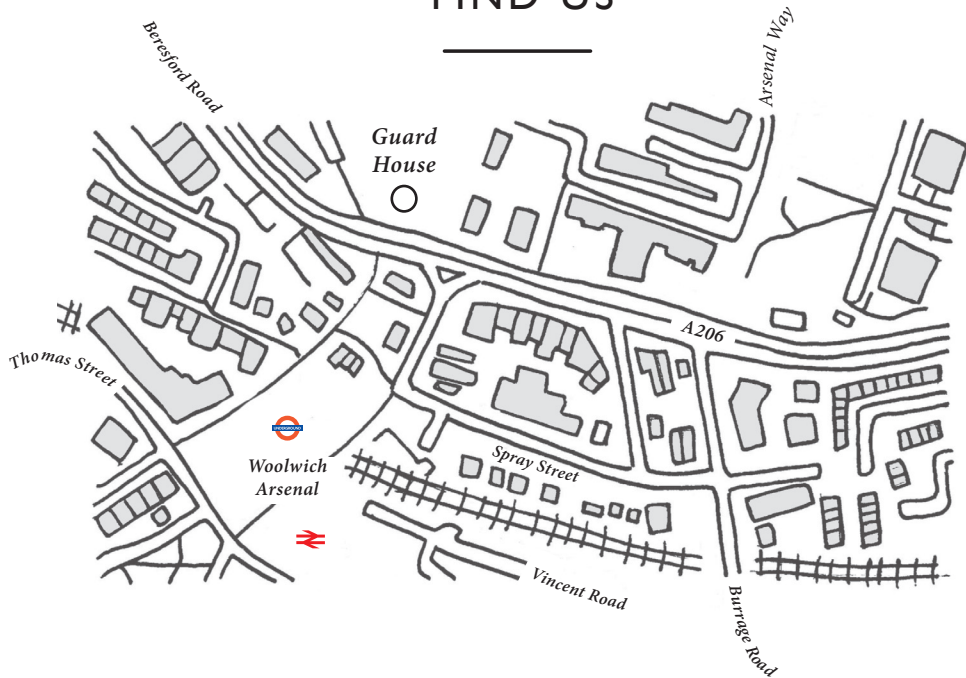 FIND US
Beresford Road
Arsenal Way
Guard
House
A206
Thomas Street
UNDERGROUND
Woolwich
Arsenal
Spray Street
Vincent Road
Burrage Road